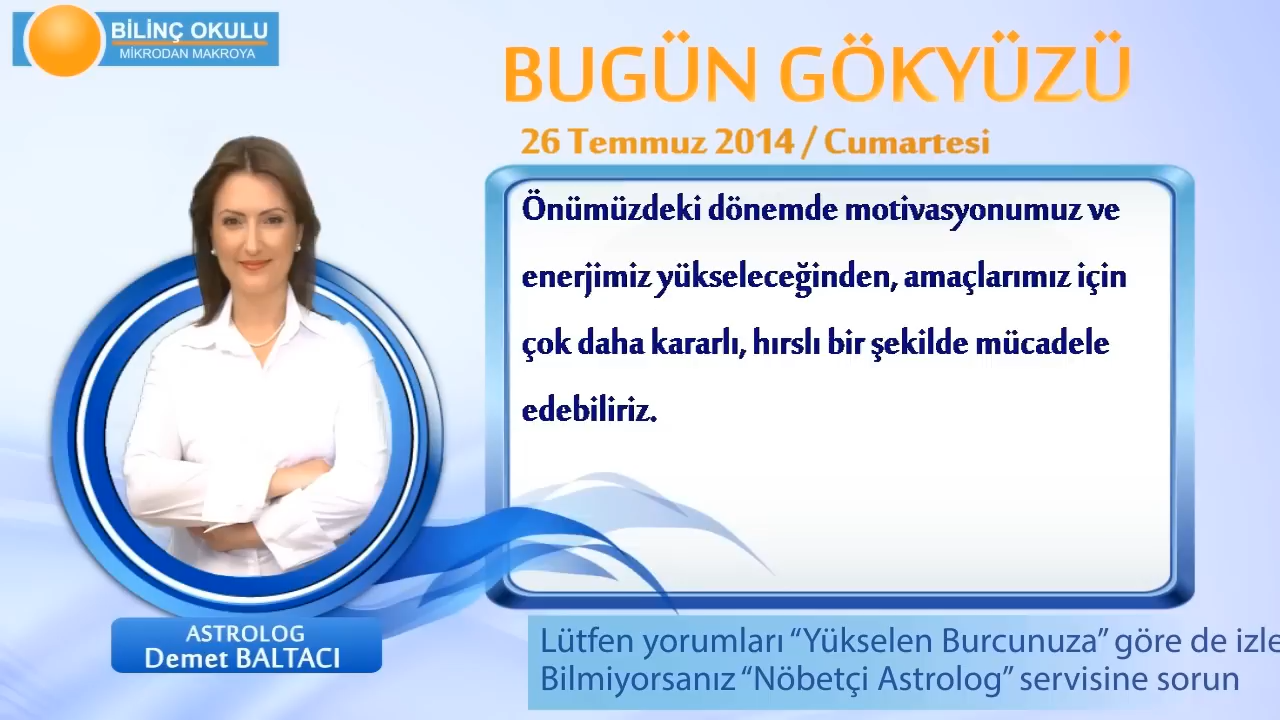 BİLİNÇ OKULU
MİKRODAN MAKROYA
BUGÜN GÖKYÜZÜ
26 Temmuz 2014 / Cumartesi
Önümüzdeki dönemde motivasyonumuz ve
enerjimiz yükseleceğinden, amaçlarımız için
çok daha kararlı, hırslı bir şekilde mücadele
edebiliriz.
ASTROLOG
Demet BALTACI
Lütfen yorumları “Yükselen Burcunuza” göre de izle
Bilmiyorsanız “Nöbetçi Astrolog” servisine sorun